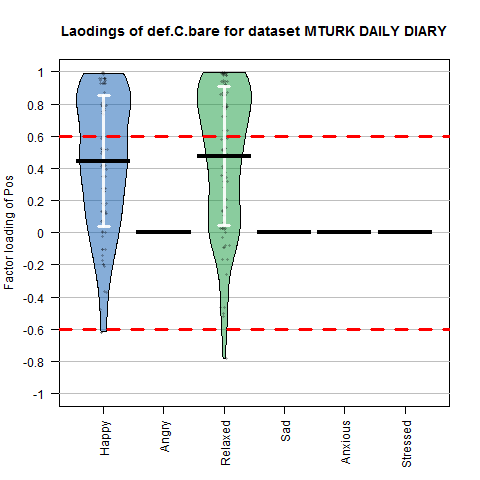 Laodings of def.C.bare for dataset MTURK DAILY DIARY
Factor loading of Pos
1
0.8
0.6
0.4
0.2
0
-0.2
-0.4
-0.6
-0.8
-1
Happy
Angry
Relaxed
Sad
Anxious
Stressed